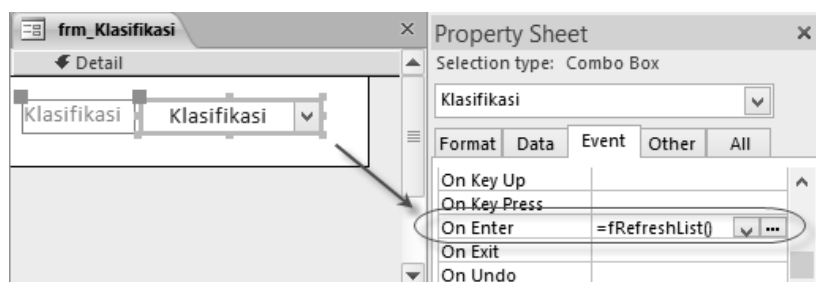 frm_Klasifikasi
Detail
Klasifikasi
Klasifikasi
Property Sheet
Selection type: Combo Box
Klasifikasi
Format Data Event Other All
On Key Up
On Key Press
On Enter =fRefreshList() ...
On Exit
On Undo